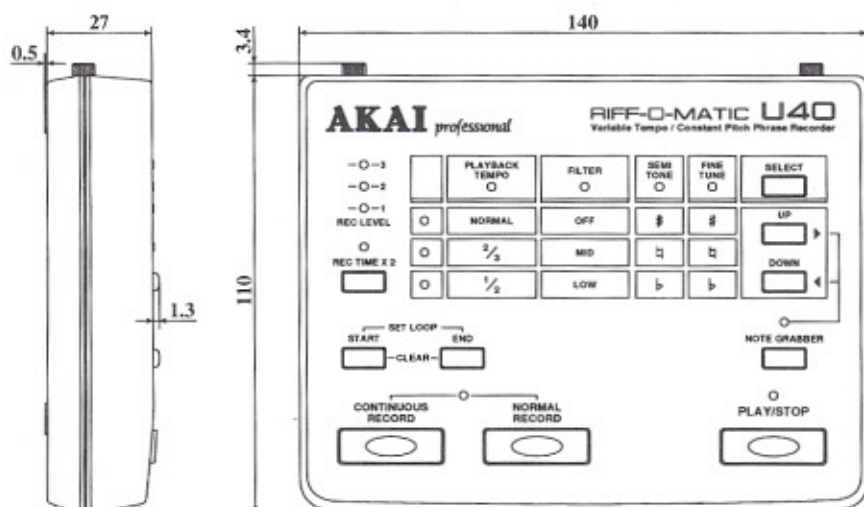 27
140
0.5
3.4
AKAI professional
RIFF-O-MATIC U40
Variable Tempo / Constant Pitch Phrase Recorder
3
2
1
REC LEVEL
REC TIME X 2
PLAYBACK TEMPO
FILTER
SEMI TONE
FINE TUNE
SELECT
NORMAL
OFF
♯
♯
UP
2/3
MID
♮
♮
DOWN
1/2
LOW
♭
♭
110
1.3
SET LOOP
START
END
CLEAR
NOTE GRABBER
CONTINUOUS RECORD
NORMAL RECORD
PLAY/STOP